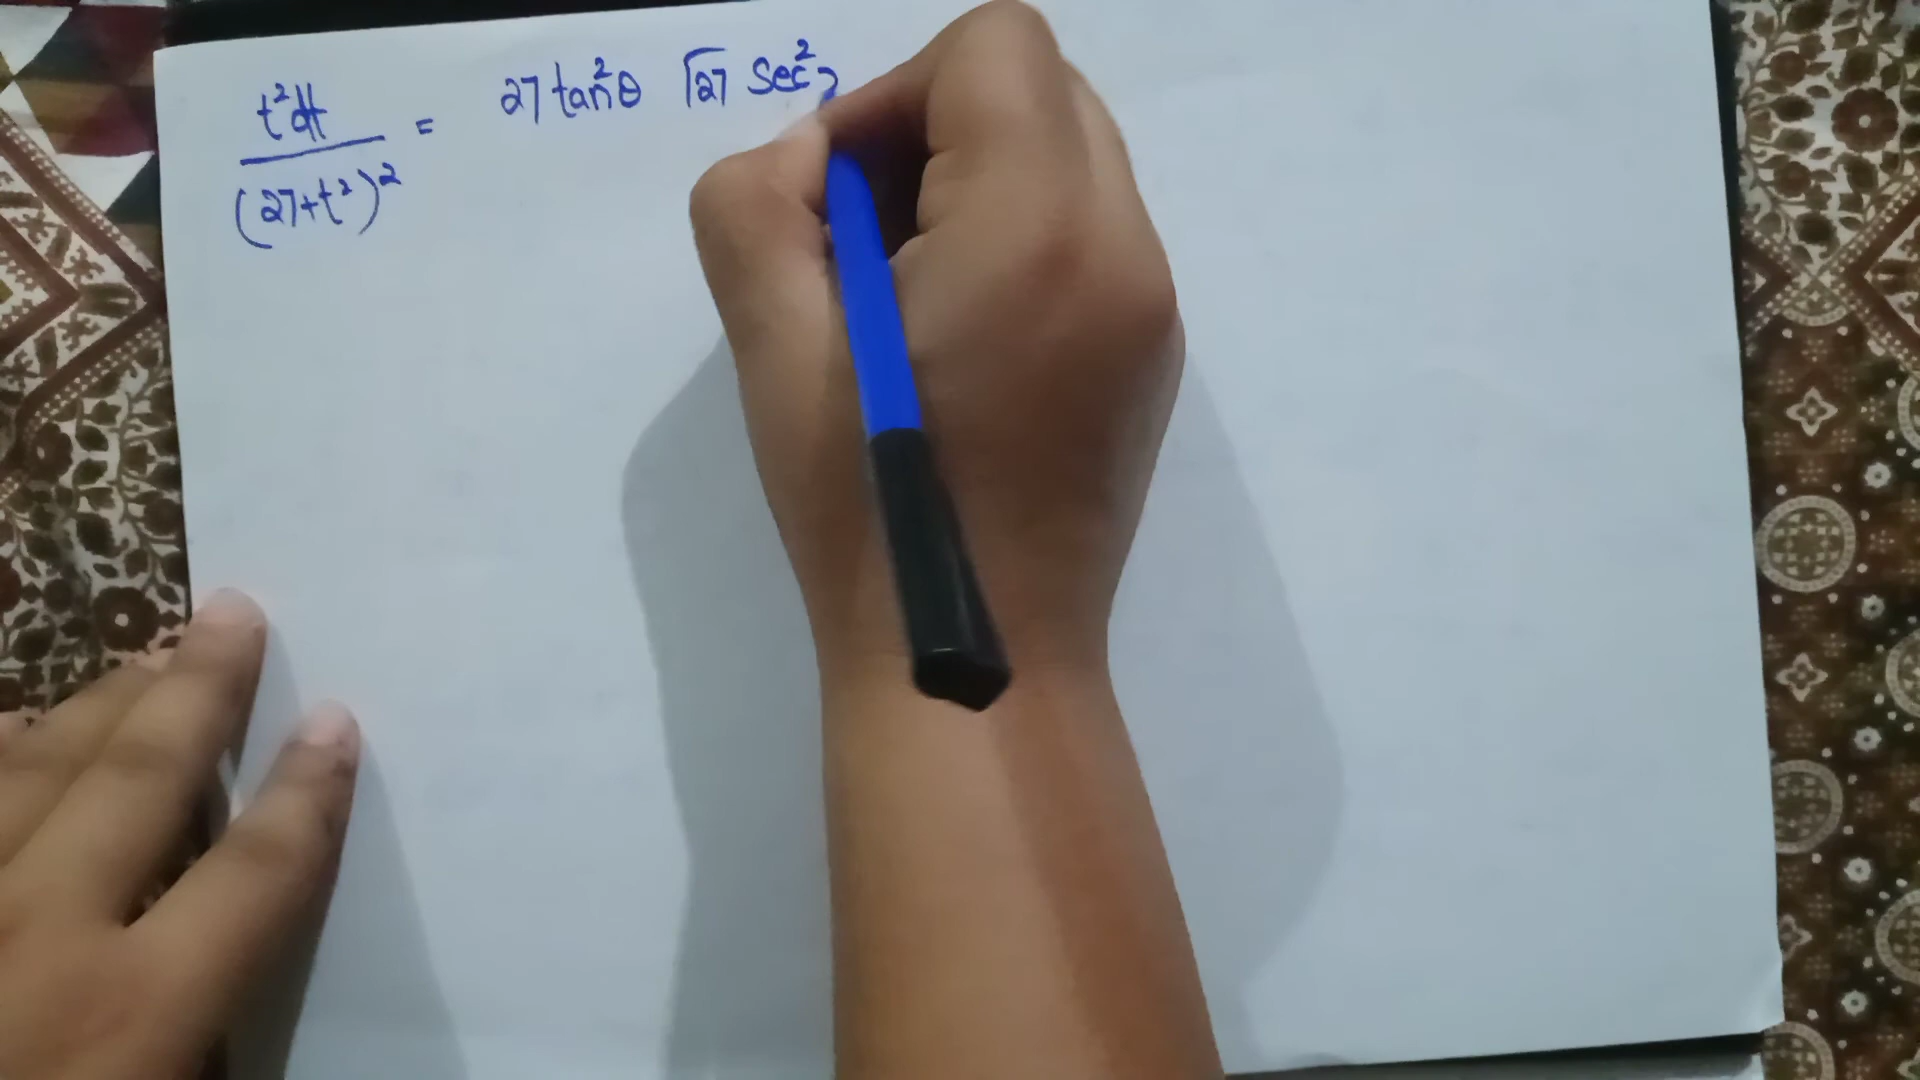 t²dt / (27+t²)² = 27 tan²θ √27 sec²